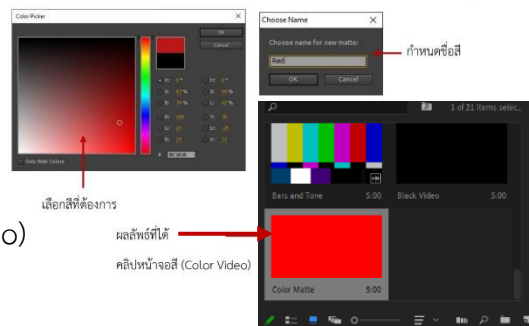 Color Picker
OK
Cancel
Only Web Colors
เลือกสีที่ต้องการ
Choose Name
Choose name for new matte:
Red
OK
Cancel
กำหนดชื่อสี
1 of 21 items selec...
Bars and Tone 5:00
Black Video 5:00
Color Matte 5:00
o)
ผลลัพธ์ที่ได้
คลิปหน้าจอสี (Color Video)